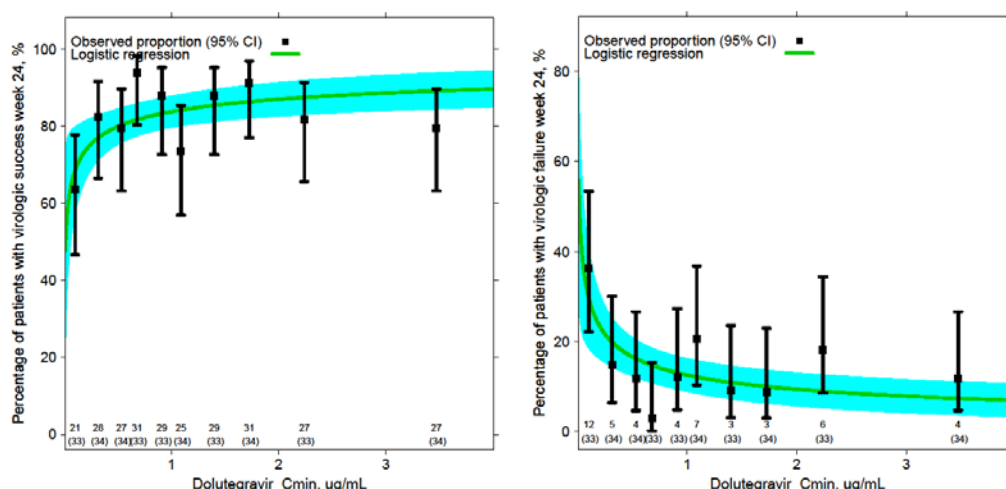 Percentage of patients with virologic success week 24, %
Observed proportion (95% CI)
Logistic regression
100
80
60
40
20
0
21 28 27 31 29 25 29 31 27 27
(33) (34) (34) (33) (33) (34) (33) (34) (33) (34)
1 2 3
Dolutegravir Cmin, ug/mL
Percentage of patients with virologic failure week 24, %
Observed proportion (95% CI)
Logistic regression
80
60
40
20
0
12 5 4 4 7 3 3 6 4
(33) (34) (34) (33) (33) (34) (33) (34) (33) (34)
1 2 3
Dolutegravir Cmin, ug/mL